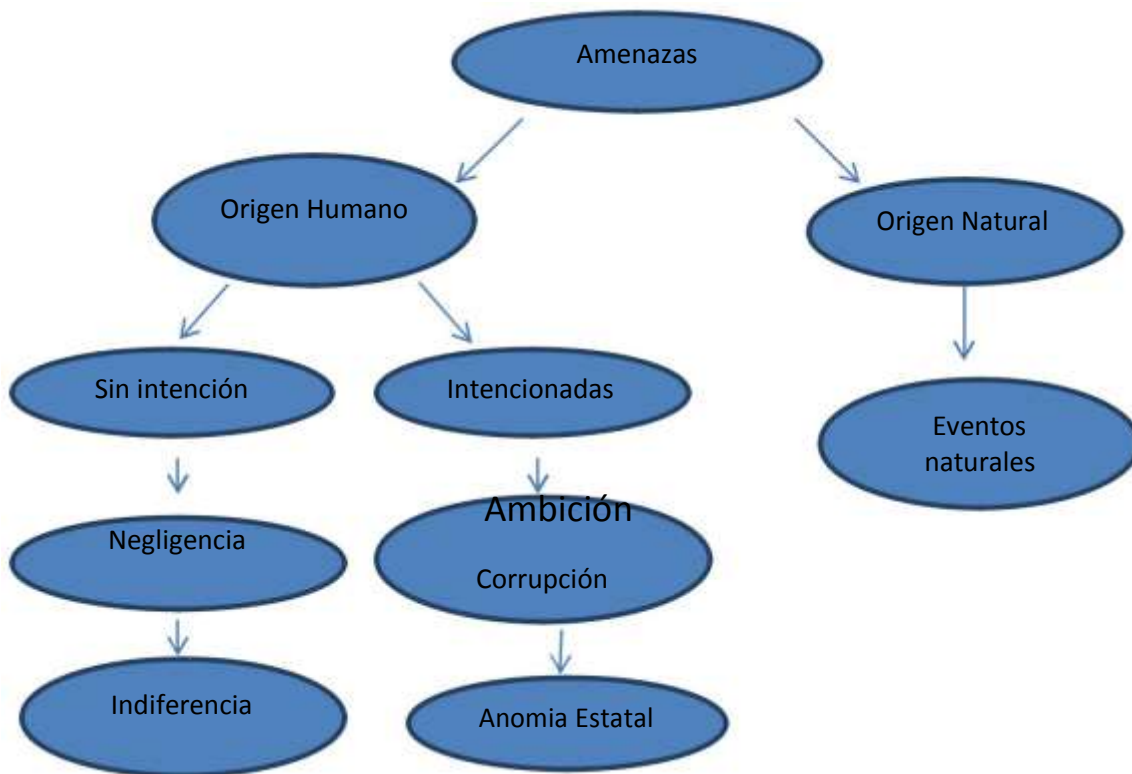 Amenazas
Origen Humano
Origen Natural
Sin intención
Intencionadas
Eventos
naturales
Ambición
Negligencia
Corrupción
Indiferencia
Anomia Estatal